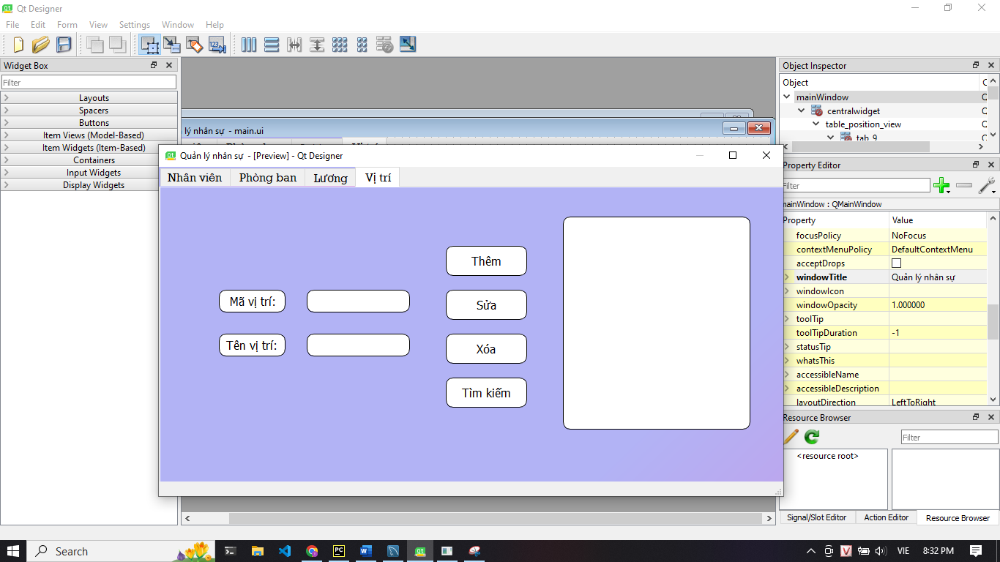 Qt Designer
File Edit Form View Settings Window Help
Widget Box
Filter
Layouts
Spacers
Buttons
Item Views (Model-Based)
Item Widgets (Item-Based)
Containers
Input Widgets
Display Widgets
lý nhân sự - main.ui
Quản lý nhân sự - [Preview] - Qt Designer
Nhân viên Phòng ban Lương Vị trí
Mã vị trí:
Tên vị trí:
Thêm
Sửa
Xóa
Tìm kiếm
Object Inspector
Object
mainWindow
centralwidget
table_position_view
tab_9
Property Editor
Filter
mainWindow : QMainWindow
Property Value
focusPolicy NoFocus
contextMenuPolicy DefaultContextMenu
acceptDrops
windowTitle Quản lý nhân sự
windowIcon
windowOpacity 1.000000
toolTip
toolTipDuration -1
statusTip
whatsThis
accessibleName
accessibleDescription
layoutDirection LeftToRight
Resource Browser
Filter
<resource root>
Signal/Slot Editor Action Editor Resource Browser
Search
VIE 8:32 PM